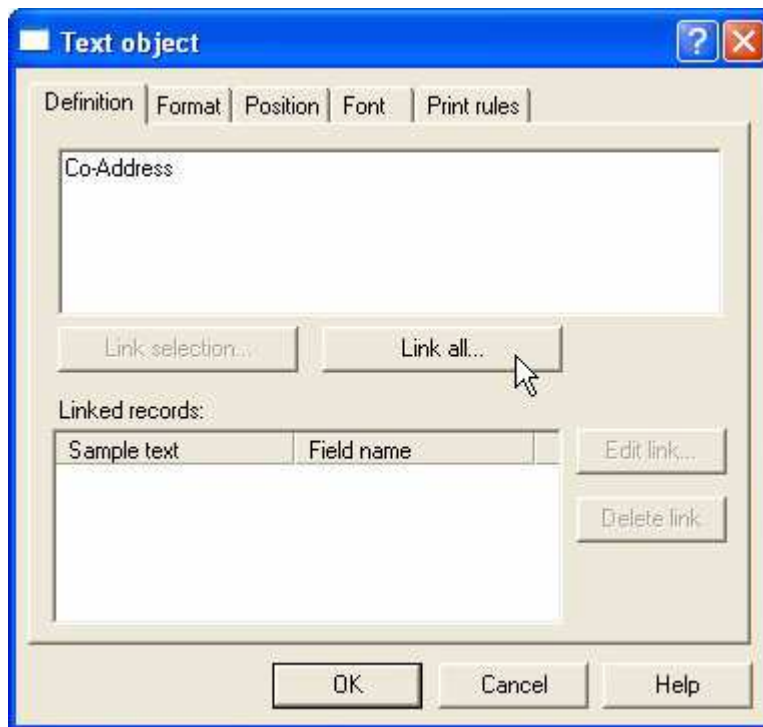 Text object
Definition Format Position Font Print rules
Co-Address
Link selection... Link all...
Linked records:
Sample text Field name
Edit link...
Delete link
OK Cancel Help